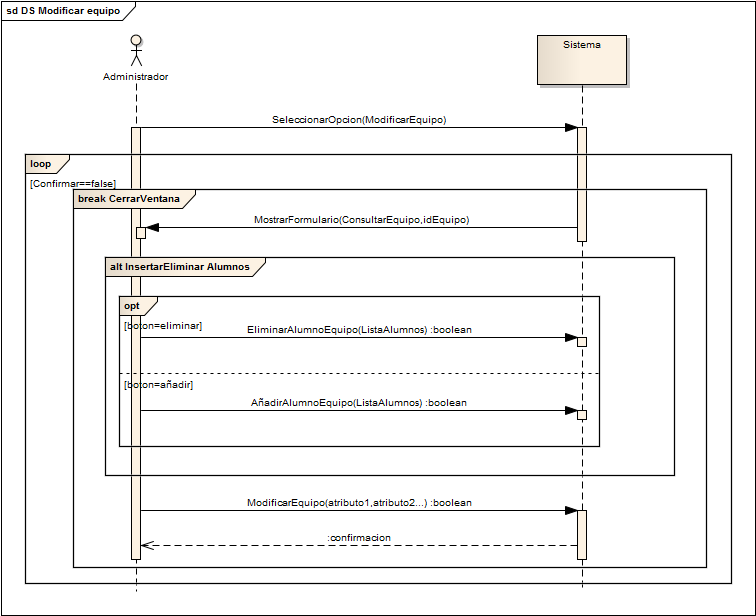 sd DS Modificar equipo
Administrador
Sistema
SeleccionarOpcion(ModificarEquipo)
loop
[Confirmar==false]
break CerrarVentana
MostrarFormulario(ConsultarEquipo,idEquipo)
alt InsertarEliminar Alumnos
opt
[boton=eliminar]
EliminarAlumnoEquipo(ListaAlumnos) :boolean
[boton=añadir]
AñadirAlumnoEquipo(ListaAlumnos) :boolean
ModificarEquipo(atributo1,atributo2...) :boolean
:confirmacion